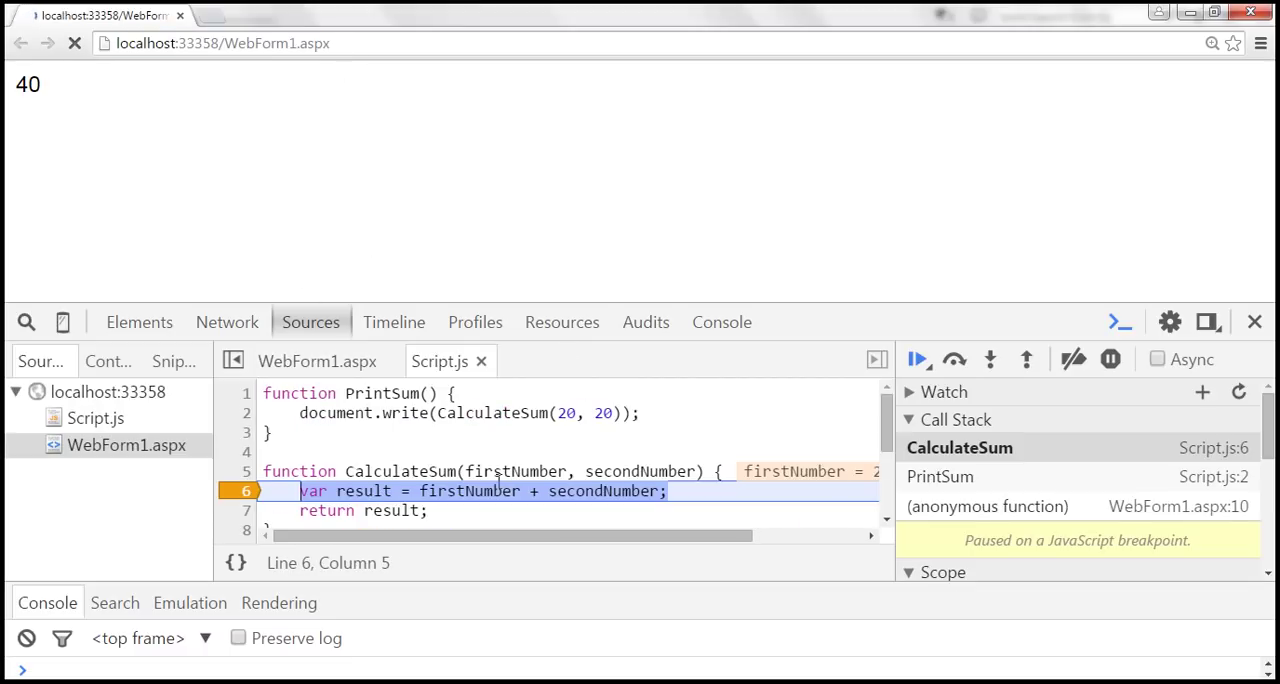 localhost:33358/WebForm
localhost:33358/WebForm1.aspx
40
Elements Network Sources Timeline Profiles Resources Audits Console
Sour... Cont... Snip... WebForm1.aspx Script.js Async
localhost:33358
Script.js
WebForm1.aspx
1 function PrintSum() {
2 document.write(CalculateSum(20, 20));
3 }
4
5 function CalculateSum(firstNumber, secondNumber) { firstNumber = 2
6 var result = firstNumber + secondNumber;
7 return result;
8 }
{} Line 6, Column 5
Watch
Call Stack
CalculateSum Script.js:6
PrintSum Script.js:2
(anonymous function) WebForm1.aspx:10
Paused on a JavaScript breakpoint.
Scope
Console Search Emulation Rendering
<top frame> Preserve log